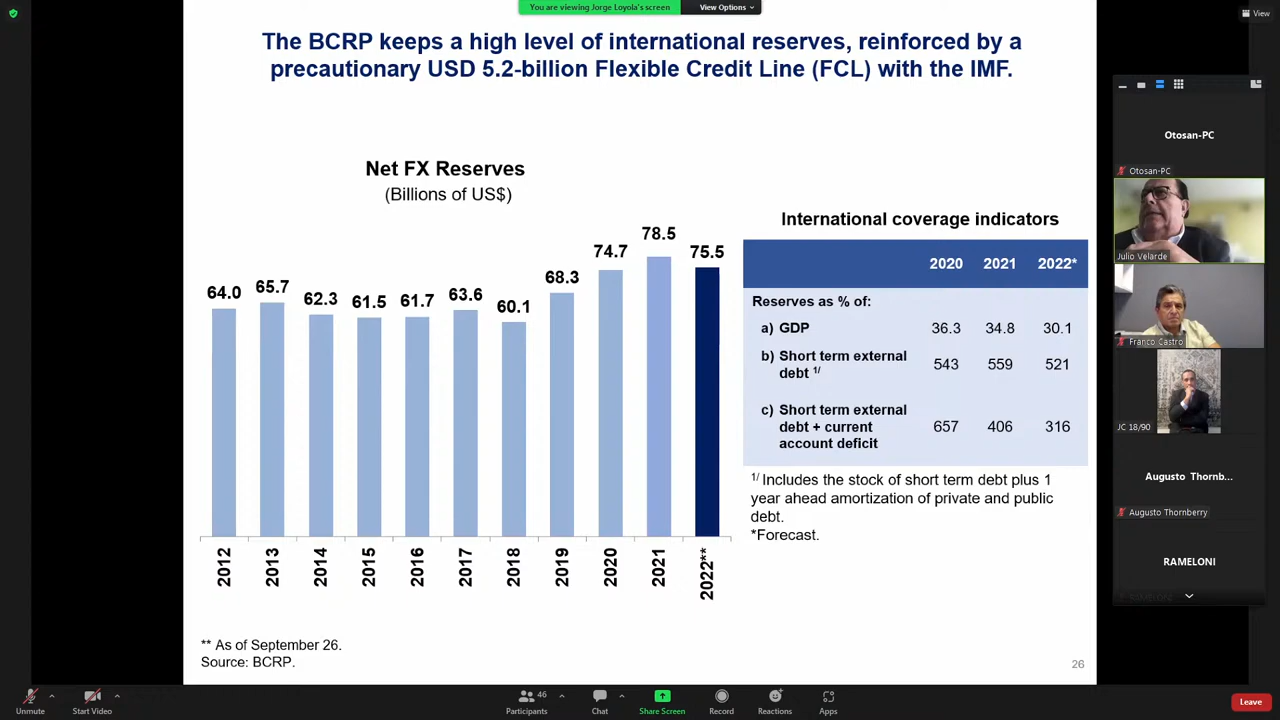 You are viewing Jorge Loyola's screen
View Options
View
The BCRP keeps a high level of international reserves, reinforced by a
precautionary USD 5.2-billion Flexible Credit Line (FCL) with the IMF.
Net FX Reserves
(Billions of US$)
64.0
65.7
62.3
61.5
61.7
63.6
60.1
68.3
74.7
78.5
75.5
2012
2013
2014
2015
2016
2017
2018
2019
2020
2021
2022**
** As of September 26.
Source: BCRP.
International coverage indicators
2020 2021 2022*
Reserves as % of:
a) GDP 36.3 34.8 30.1
b) Short term external
debt 1/ 543 559 521
c) Short term external
debt + current 657 406 316
account deficit
1/ Includes the stock of short term debt plus 1
year ahead amortization of private and public
debt.
*Forecast.
26
Otosan-PC
Otosan-PC
Julio Velarde
Franco Castro
JC 18/90
Augusto Thornb...
Augusto Thornberry
RAMELONI
Unmute
Start Video
46
Participants
Chat
Share Screen
Record
Reactions
Apps
Leave